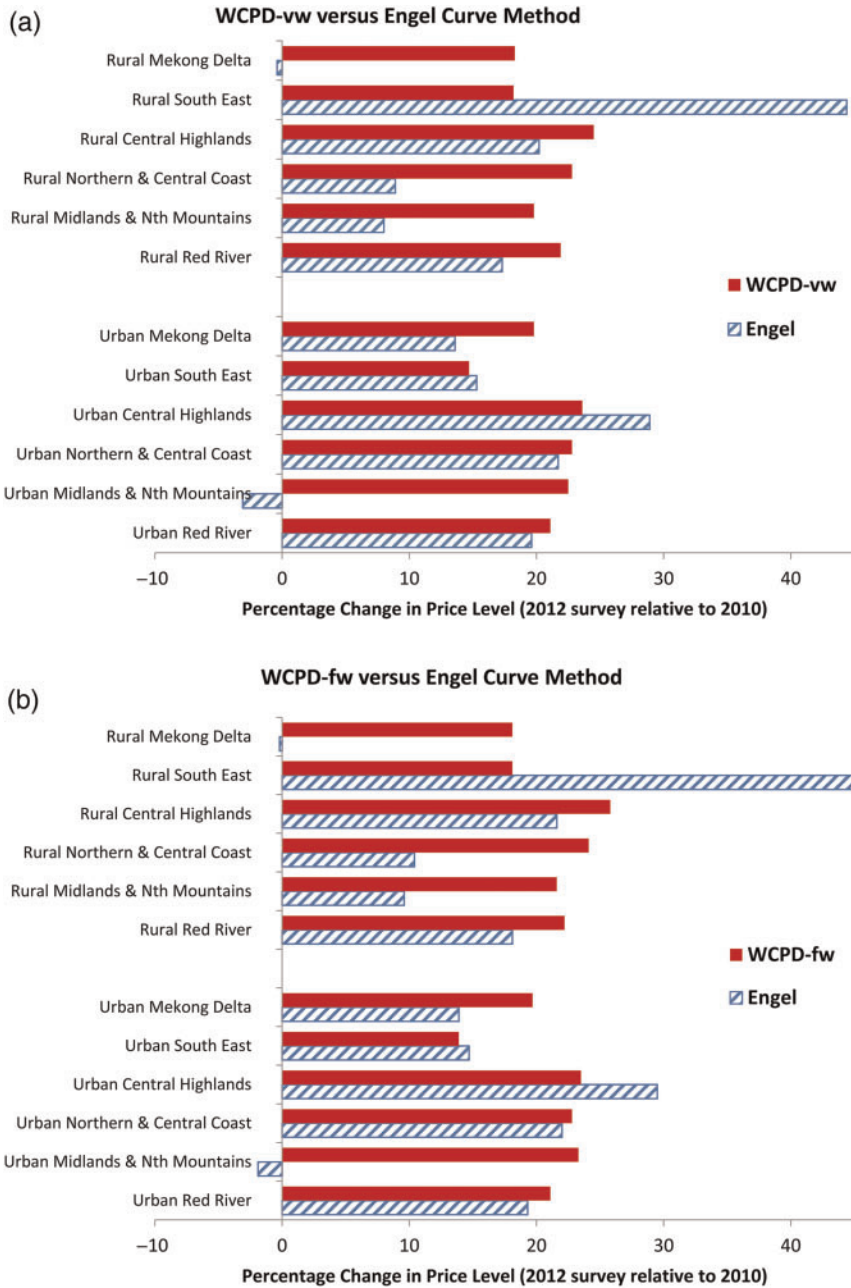 (a)
WCPD-vw versus Engel Curve Method
Rural Mekong Delta
Rural South East
Rural Central Highlands
Rural Northern & Central Coast
Rural Midlands & Nth Mountains
Rural Red River
WCPD-vw
Engel
Urban Mekong Delta
Urban South East
Urban Central Highlands
Urban Northern & Central Coast
Urban Midlands & Nth Mountains
Urban Red River
−10 0 10 20 30 40
Percentage Change in Price Level (2012 survey relative to 2010)
WCPD-fw versus Engel Curve Method
(b)
Rural Mekong Delta
Rural South East
Rural Central Highlands
Rural Northern & Central Coast
Rural Midlands & Nth Mountains
Rural Red River
WCPD-fw
Engel
Urban Mekong Delta
Urban South East
Urban Central Highlands
Urban Northern & Central Coast
Urban Midlands & Nth Mountains
Urban Red River
−10 0 10 20 30 40
Percentage Change in Price Level (2012 survey relative to 2010)